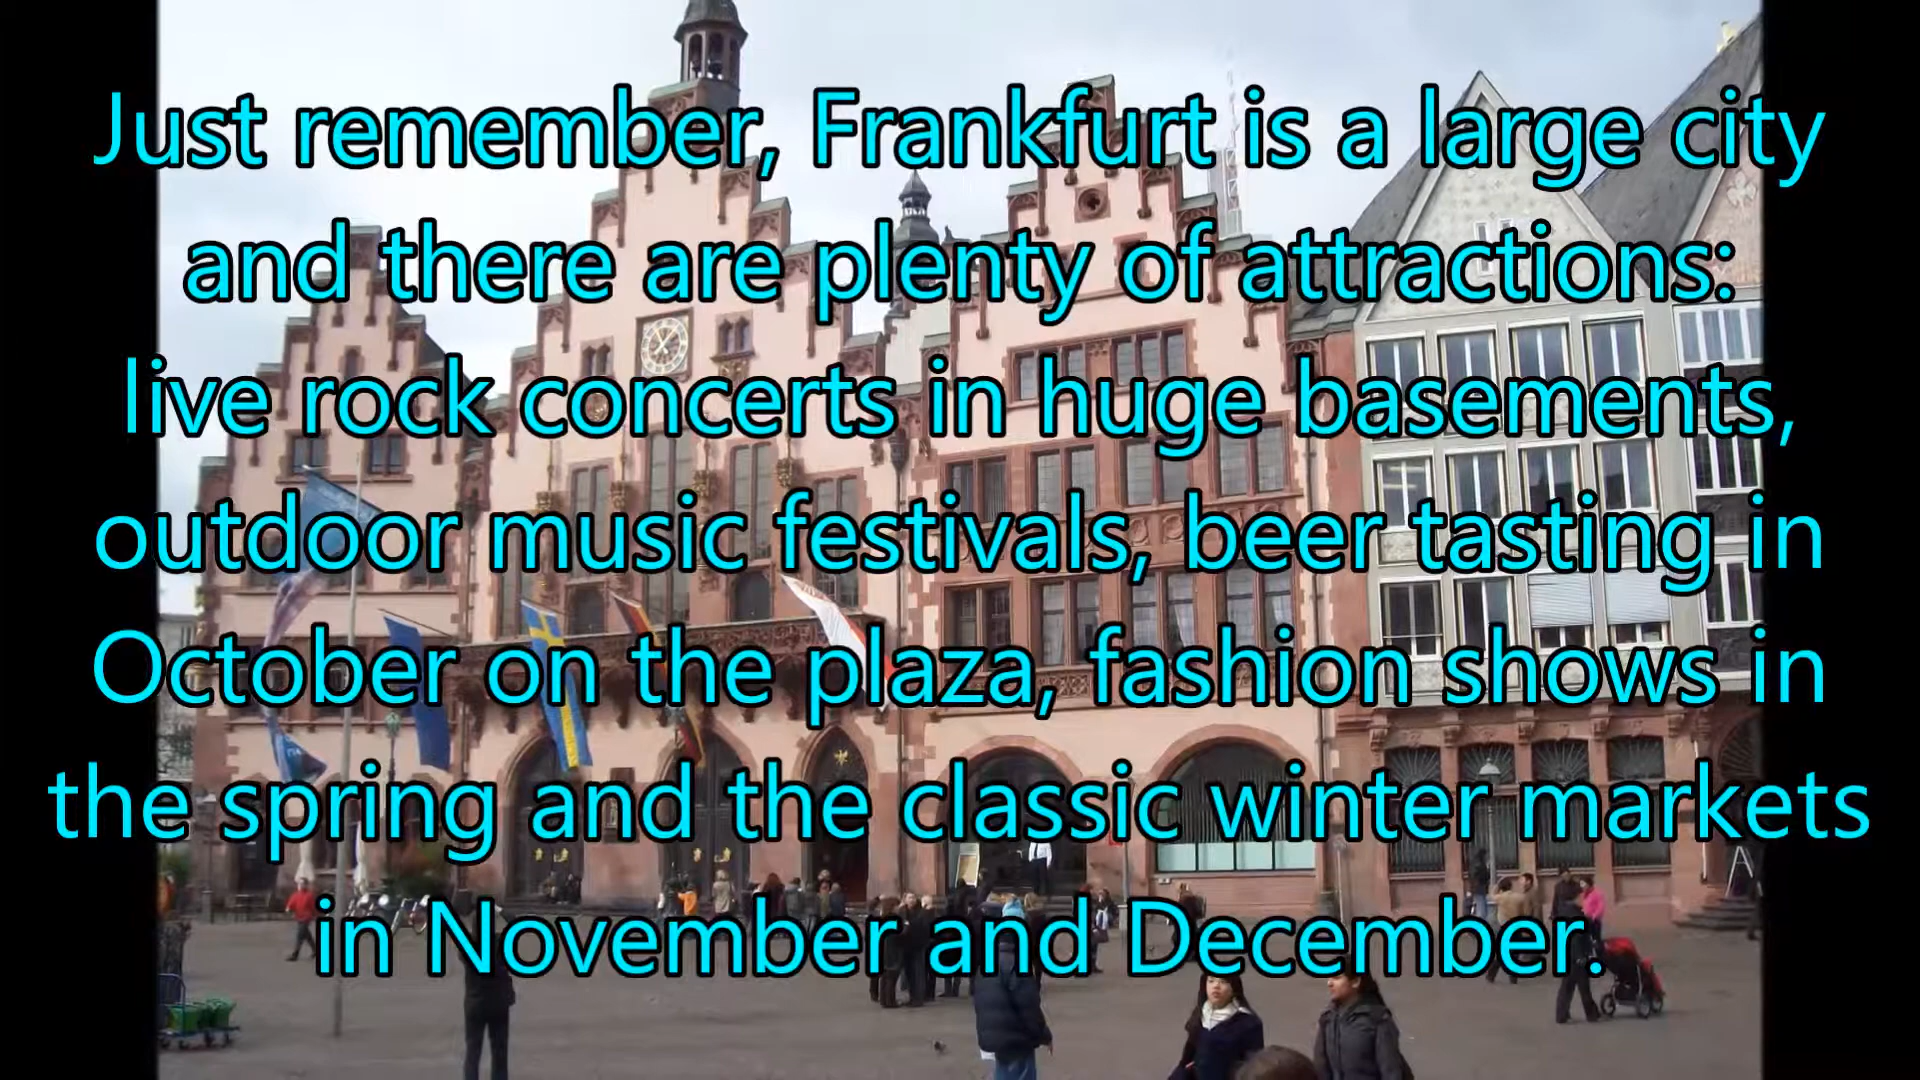 Just remember, Frankfurt is a large city
and there are plenty of attractions:
live rock concerts in huge basements,
outdoor music festivals, beer tasting in
October on the plaza, fashion shows in
the spring and the classic winter markets
in November and December.